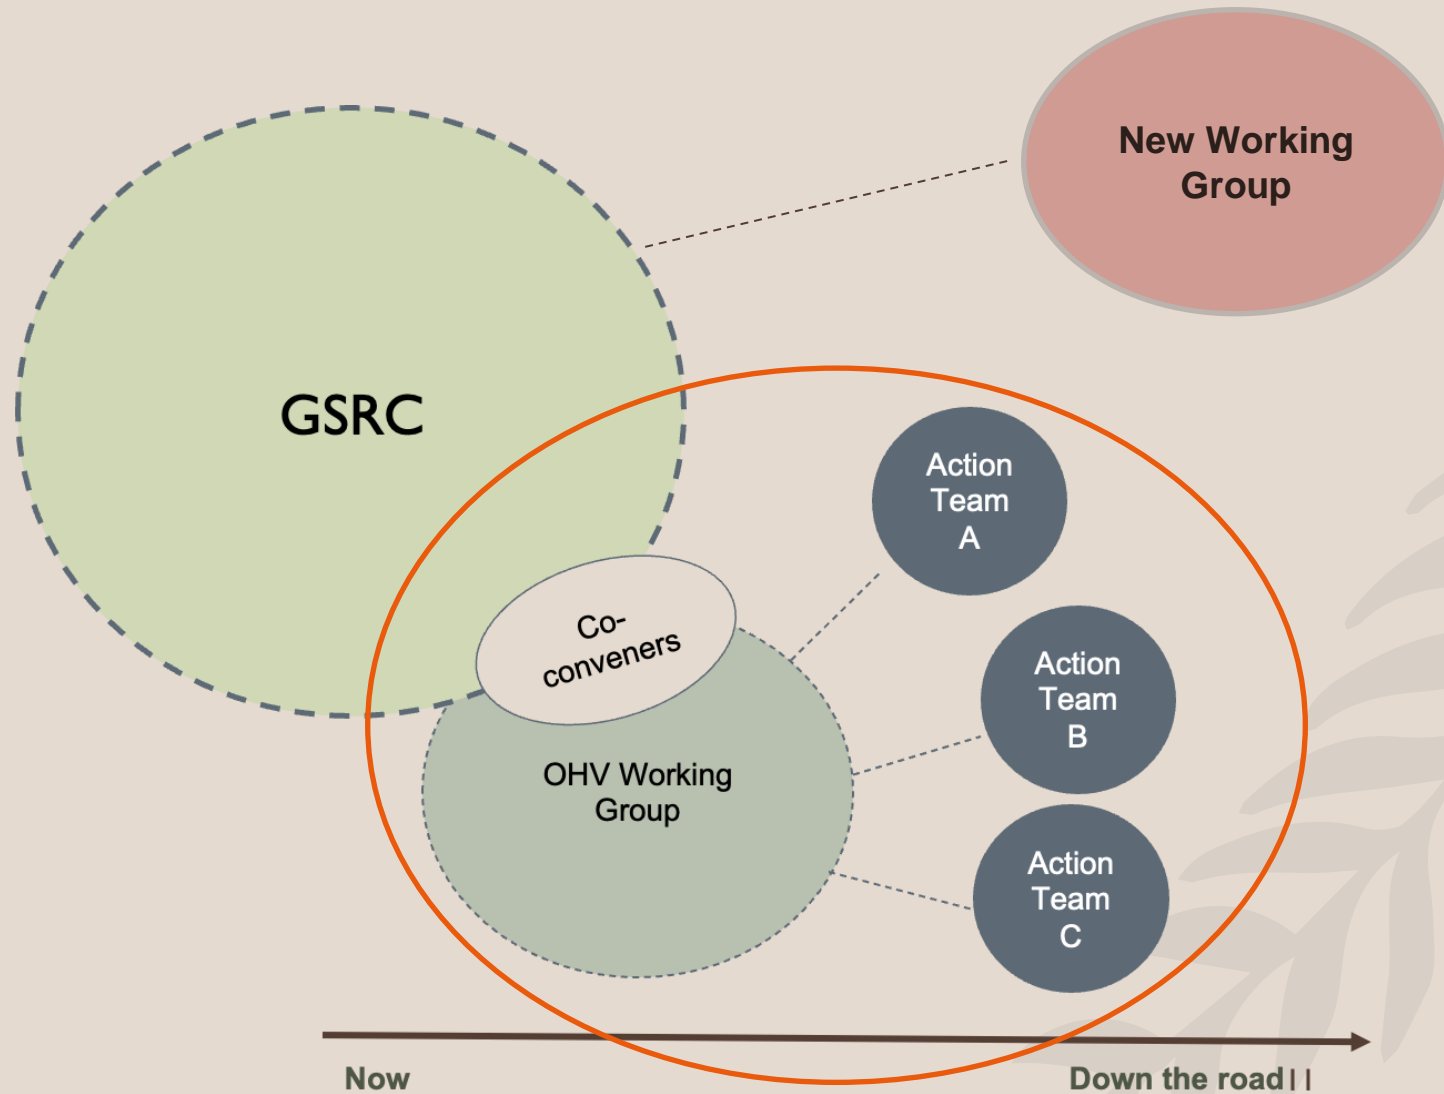 New Working
Group
GSRC
Action
Team
A
Co-
conveners
Action
Team
B
OHV Working
Group
Action
Team
C
Now
Down the road